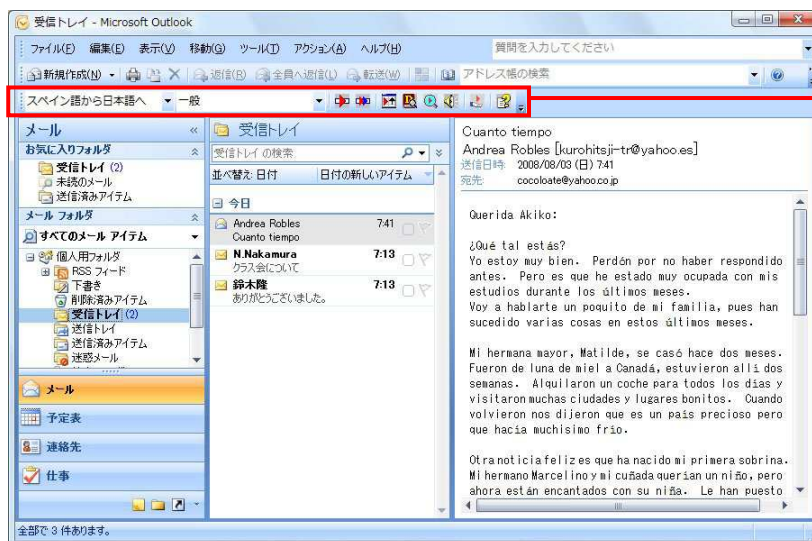 受信トレイ - Microsoft Outlook
ファイル(F) 編集(E) 表示(V) 移動(G) ツール(T) アクション(A) ヘルプ(H) 質問を入力してください
新規作成(N) 返信(R) 全員へ返信(L) 転送(W) アドレス帳の検索
スペイン語から日本語へ 一般
メール
お気に入りフォルダ
受信トレイ (2)
未読のメール
送信済みアイテム
メール フォルダ
すべてのメール アイテム
個人用フォルダ
RSS フィード
下書き
削除済みアイテム
受信トレイ (2)
送信トレイ
送信済みアイテム
迷惑メール
メール
予定表
連絡先
仕事
受信トレイ
受信トレイ の検索
並べ替え: 日付 日付の新しいアイテム
今日
Andrea Robles 7:41
Cuanto tiempo
N.Nakamura 7:13
クラス会について
鈴木隆 7:13
ありがとうございました。
Cuanto tiempo
Andrea Robles [kurohitsji-tr@yahoo.es]
送信日時: 2008/08/03 (日) 7:41
宛先: cocoloate@yahoo.co.jp
Querida Akiko:
¿Qué tal estás?
Yo estoy muy bien. Perdón por no haber respondido
antes. Pero es que he estado muy ocupada con mis
estudios durante los últimos meses.
Voy a hablarte un poquito de mi familia, pues han
sucedido varias cosas en estos últimos meses.
Mi hermana mayor, Matilde, se casó hace dos meses.
Fueron de luna de miel a Canadá, estuvieron allí dos
semanas. Alquilaron un coche para todos los días y
visitaron muchas ciudades y lugares bonitos. Cuando
volvieron nos dijeron que es un país precioso pero
que hacía muchísimo frío.
Otra noticia feliz es que ha nacido mi primera sobrina.
Mi hermano Marcelino y mi cuñada querían un niño, pero
ahora están encantados con su niña. Le han puesto
全部で 3 件あります。